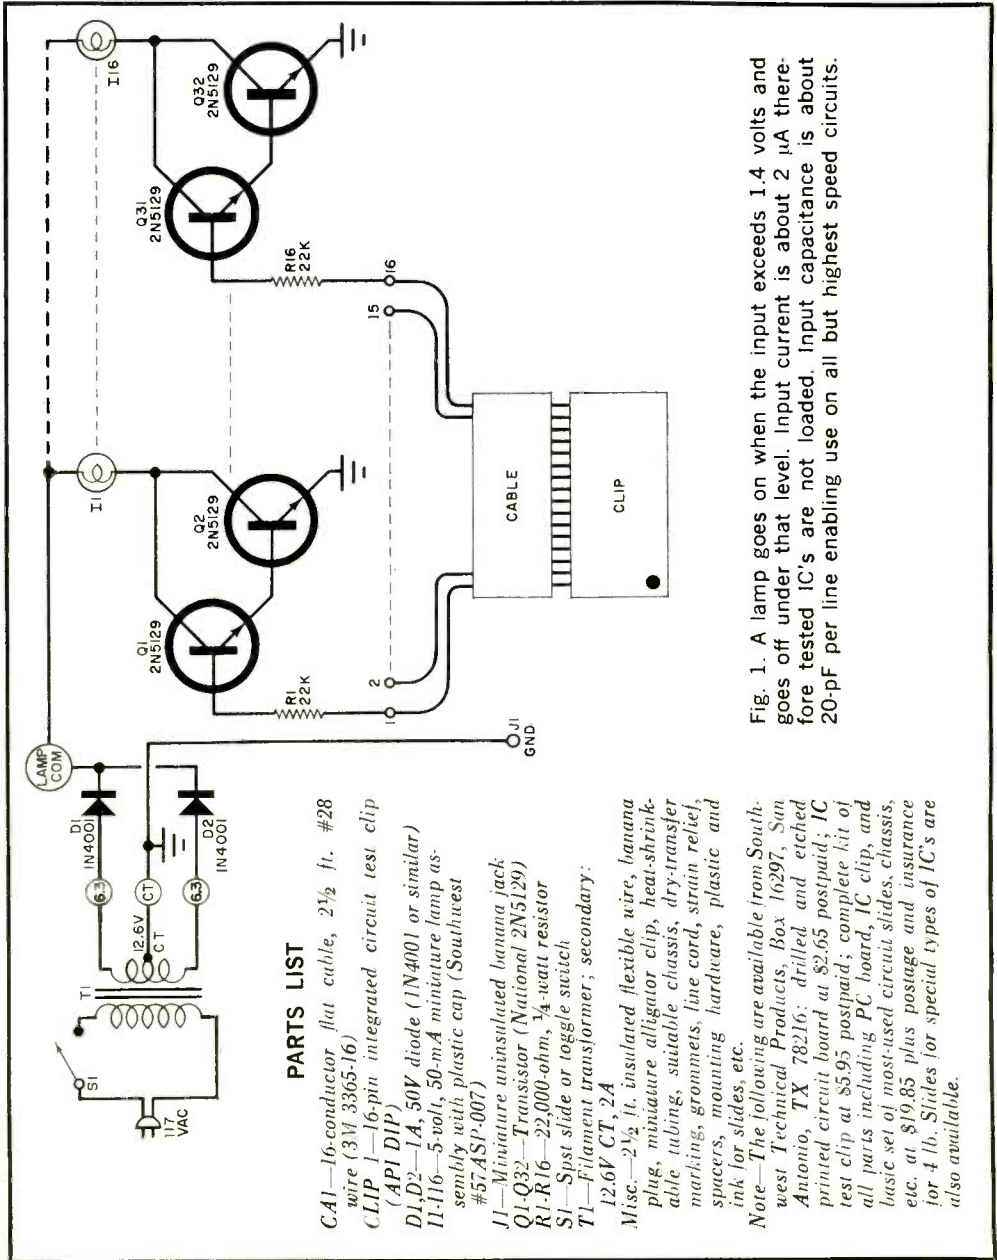 S1
117
VAC
T1
12.6V
CT
6.3
CT
6.3
D1
1N4001
D2
1N4001
LAMP
COM
J1
GND
I1
Q1
2N5129
Q2
2N5129
R1
22K
1
2
I16
Q31
2N5129
Q32
2N5129
R16
22K
15
16
CABLE
CLIP
PARTS LIST
CA1—16-conductor flat cable, 2½ ft. #28
wire (3M 3365-16)
CLIP 1—16-pin integrated circuit test clip
(API DIP)
D1,D2—1A, 50V diode (1N4001 or similar)
I1-I16—5-volt, 50-mA miniature lamp as-
sembly with plastic cap (Southwest
#57ASP-007)
J1—Miniature uninsulated banana jack
Q1-Q32—Transistor (National 2N5129)
R1-R16—22,000-ohm, ¼-watt resistor
S1—Spst slide or toggle switch
T1—Filament transformer; secondary:
12.6V CT, 2A
Misc.—2½ ft. insulated flexible wire, banana
plug, miniature alligator clip, heat-shrink-
able tubing, suitable chassis, dry-transfer
marking, grommets, line cord, strain relief,
spacers, mounting hardware, plastic and
ink for slides, etc.
Note—The following are available from South-
west Technical Products, Box 16297, San
Antonio, TX 78216: drilled and etched
printed circuit board at $2.65 postpaid; IC
test clip at $5.95 postpaid; complete kit of
all parts including PC board, IC clip, and
basic set of most-used circuit slides, chassis,
etc. at $19.85 plus postage and insurance
for 4 lb. Slides for special types of IC's are
also available.
Fig. 1. A lamp goes on when the input exceeds 1.4 volts and
goes off under that level. Input current is about 2 μA there-
fore tested IC's are not loaded. Input capacitance is about
20-pF per line enabling use on all but highest speed circuits.